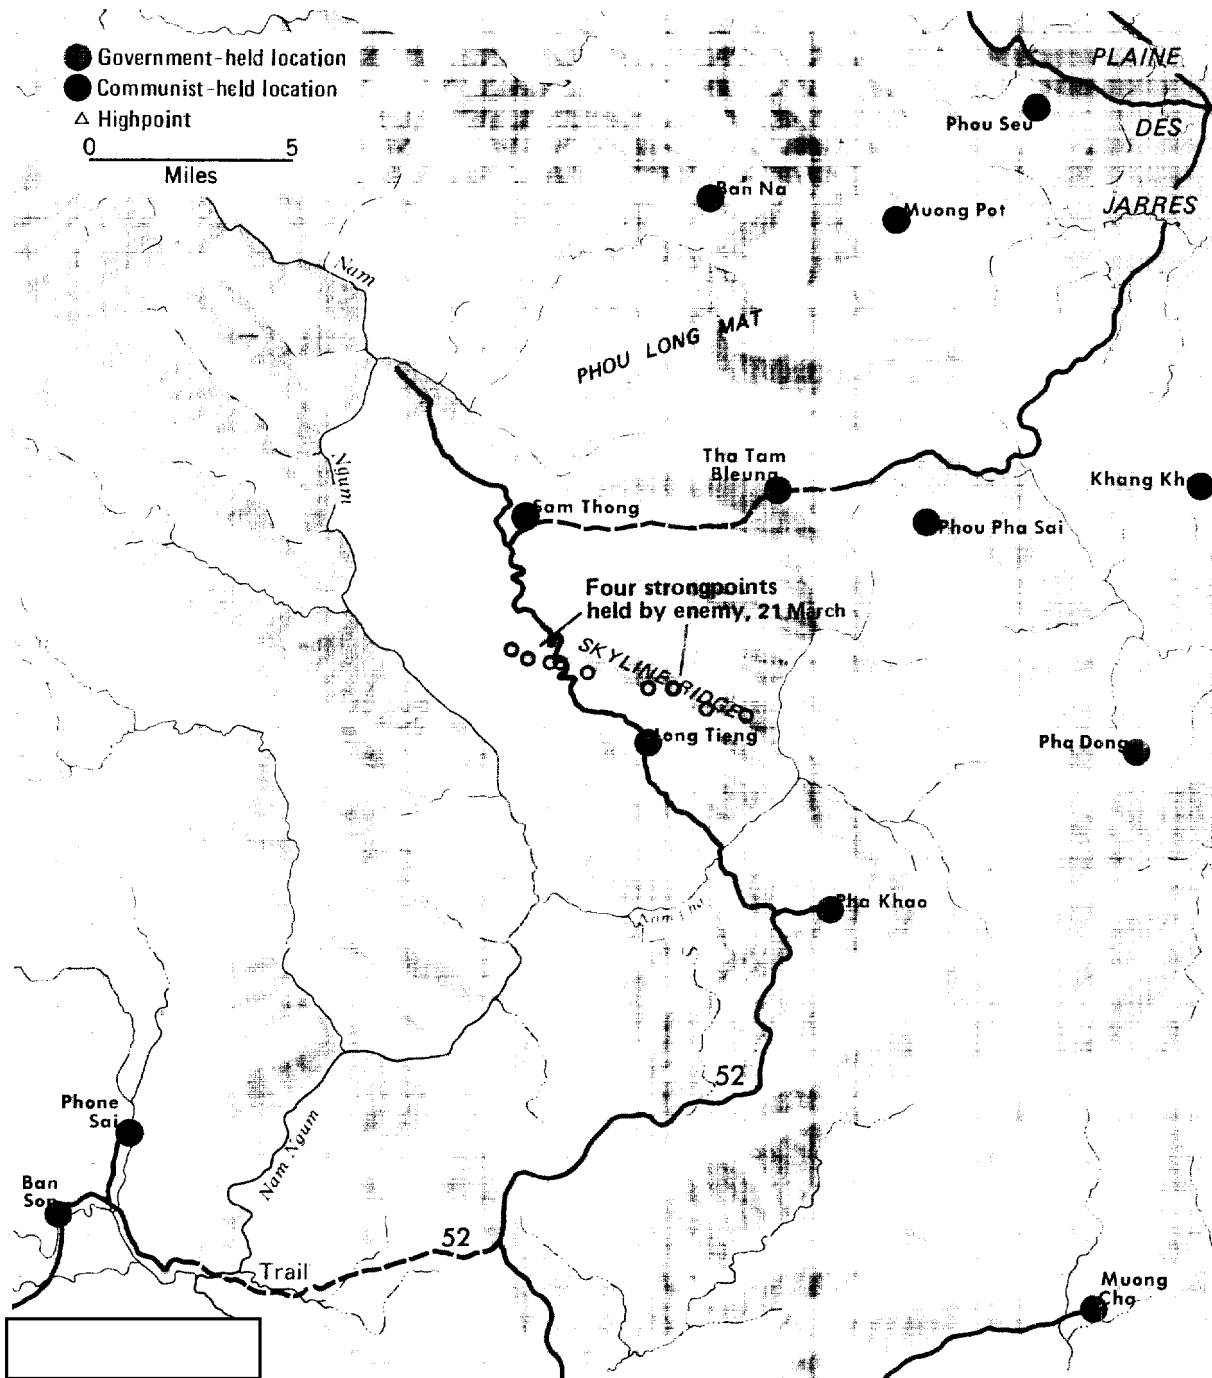 Government-held location
Communist-held location
Highpoint
0 5
Miles
PLAINE
DES
JARRES
Phou Seu
Ban Na
Muong Pot
Nam
Ngum
PHOU LONG MAT
Tha Tam
Bleung
Khang Kh
Sam Thong
Phou Pha Sai
Four strongpoints
held by enemy, 21 March
SKYLINE RIDGE
Long Tieng
Pha Dong
Pha Khao
52
Phone
Sai
Nam Ngum
Ban
Son
52
Trail
Muong
Cha